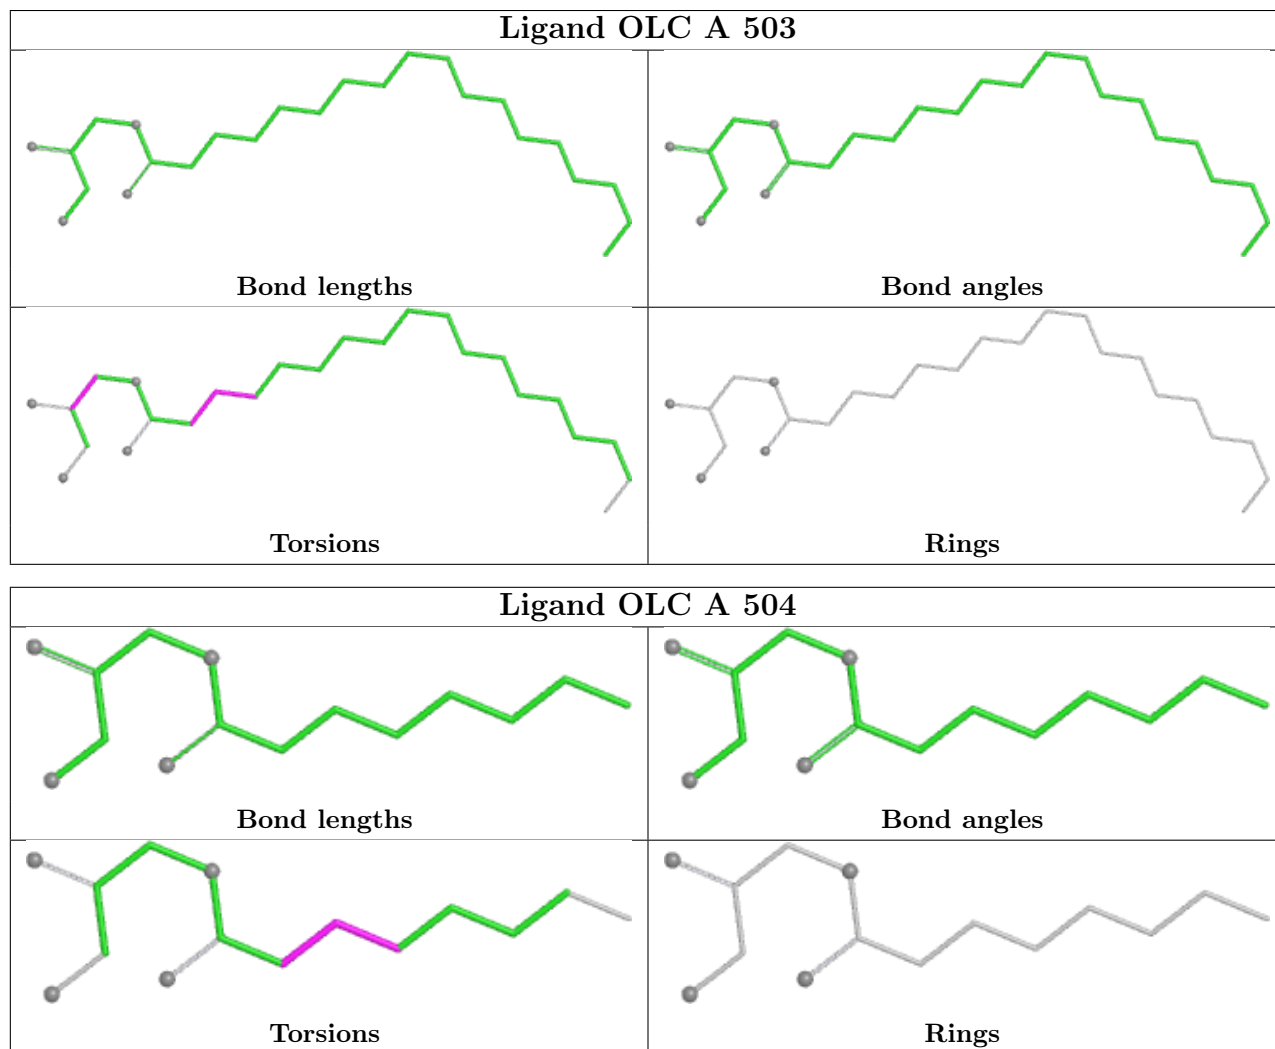 Ligand OLC A 503
Bond lengths
Bond angles
Torsions
Rings
Ligand OLC A 504
Bond lengths
Bond angles
Torsions
Rings